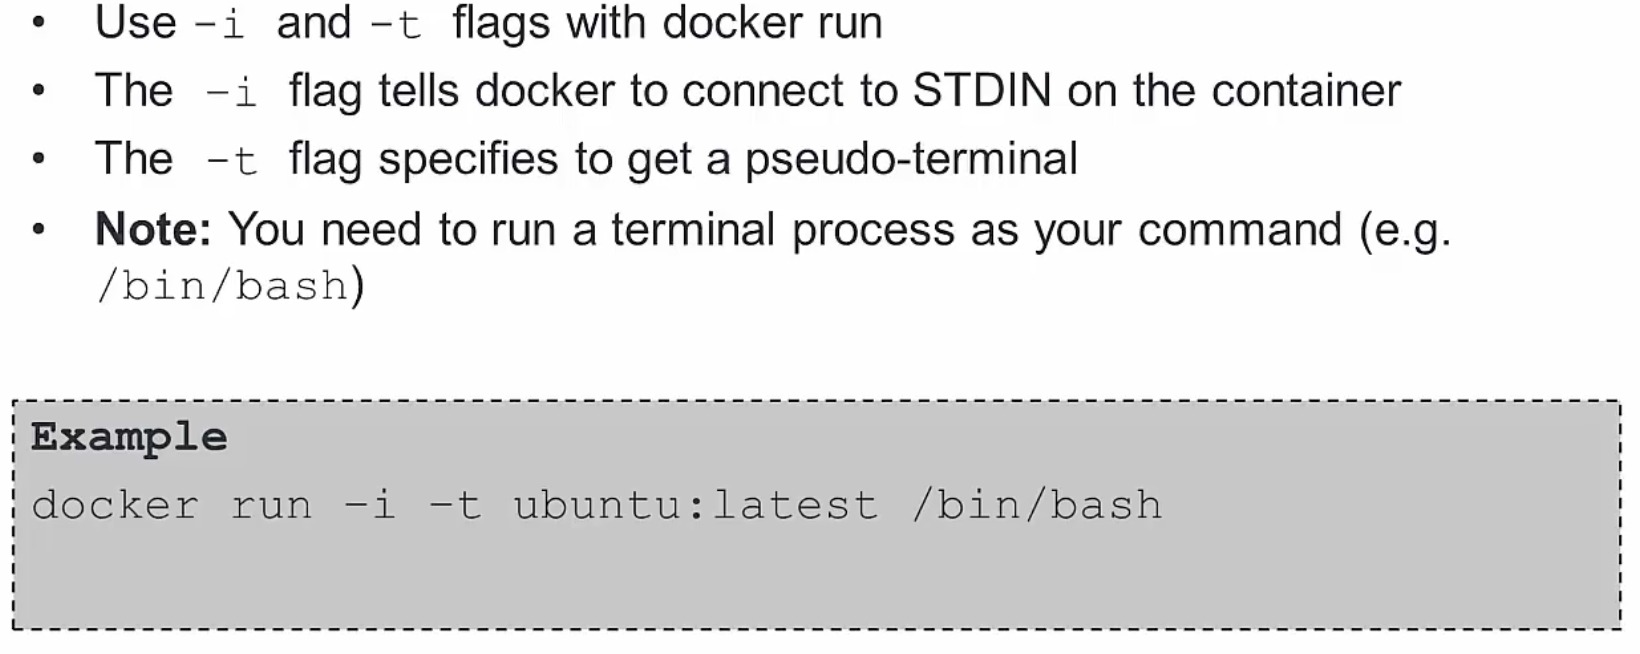 • Use -i and -t flags with docker run
• The -i flag tells docker to connect to STDIN on the container
• The -t flag specifies to get a pseudo-terminal
• Note: You need to run a terminal process as your command (e.g.
/bin/bash)
Example
docker run -i -t ubuntu:latest /bin/bash